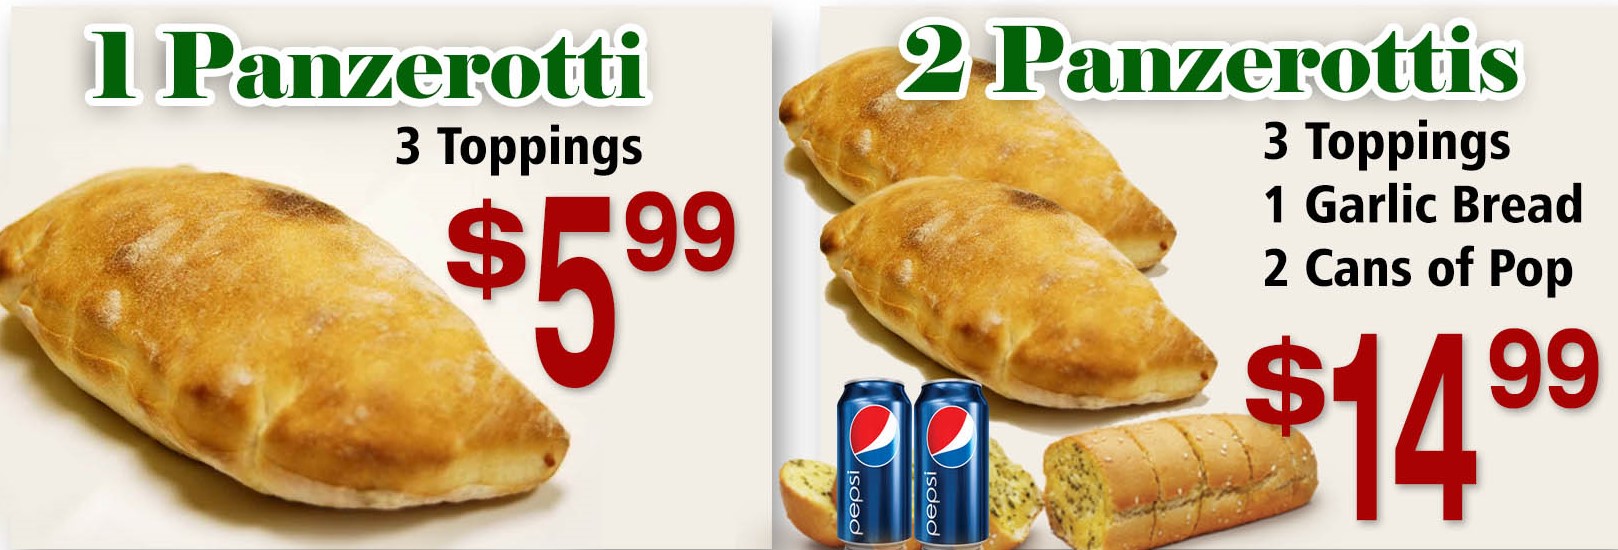 1 Panzerotti
3 Toppings
$5.99
2 Panzerottis
3 Toppings
1 Garlic Bread
2 Cans of Pop
$14.99
pepsi
pepsi